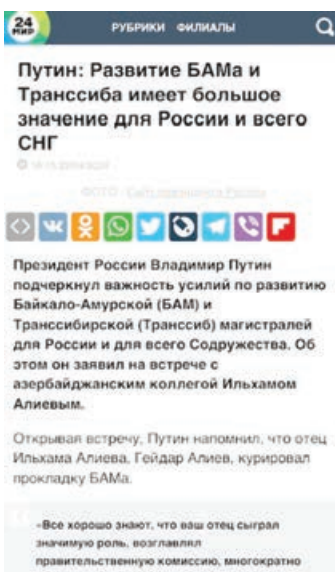 24
МИР
РУБРИКИ ФИЛИАЛЫ
Путин: Развитие БАМа и
Транссиба имеет большое
значение для России и всего
СНГ
ФОТО:
Президент России Владимир Путин
подчеркнул важность усилий по развитию
Байкало-Амурской (БАМ) и
Транссибирской (Транссиб) магистралей
для России и для всего Содружества. Об
этом он заявил на встрече с
азербайджанским коллегой Ильхамом
Алиевым.
Открывая встречу, Путин напомнил, что отец
Ильхама Алиева, Гейдар Алиев, курировал
прокладку БАМа.
–Все хорошо знают, что ваш отец сыграл
значимую роль, возглавлял
правительственную комиссию, многократно